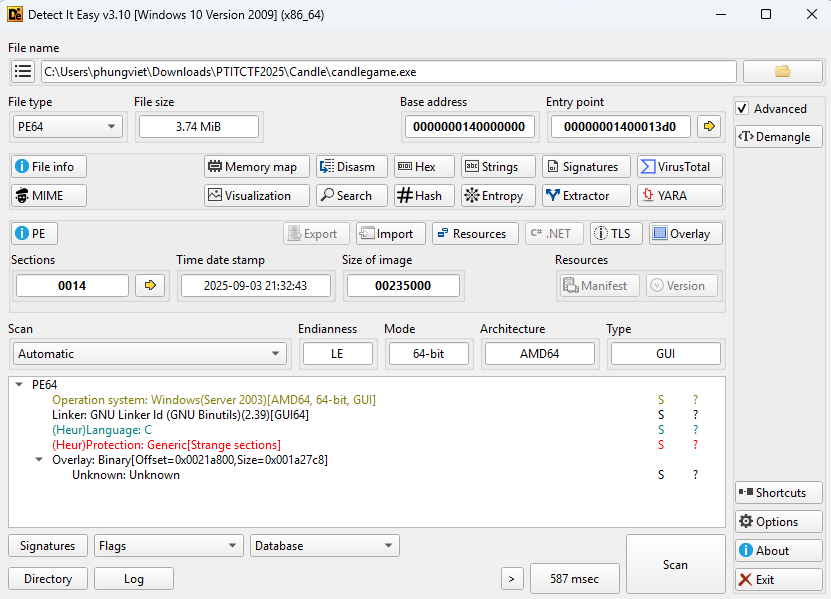 Detect It Easy v3.10 [Windows 10 Version 2009] (x86_64)
File name
C:\Users\phungviet\Downloads\PTITCTF2025\Candle\candlegame.exe
File type File size Base address Entry point
PE64 3.74 MiB 0000000140000000 00000001400013d0
Advanced
Demangle
File info Memory map Disasm Hex Strings Signatures VirusTotal
MIME Visualization Search Hash Entropy Extractor YARA
PE Export Import Resources .NET TLS Overlay
Sections Time date stamp Size of image Resources
0014 2025-09-03 21:32:43 00235000 Manifest Version
Scan Endianness Mode Architecture Type
Automatic LE 64-bit AMD64 GUI
PE64
Operation system: Windows(Server 2003)[AMD64, 64-bit, GUI] S ?
Linker: GNU Linker ld (GNU Binutils)(2.39)[GUI64] S ?
(Heur)Language: C S ?
(Heur)Protection: Generic[Strange sections] S ?
Overlay: Binary[Offset=0x0021a800,Size=0x001a27c8]
Unknown: Unknown S ?
Shortcuts
Options
About
Exit
Signatures Flags Database
Directory Log > 587 msec Scan